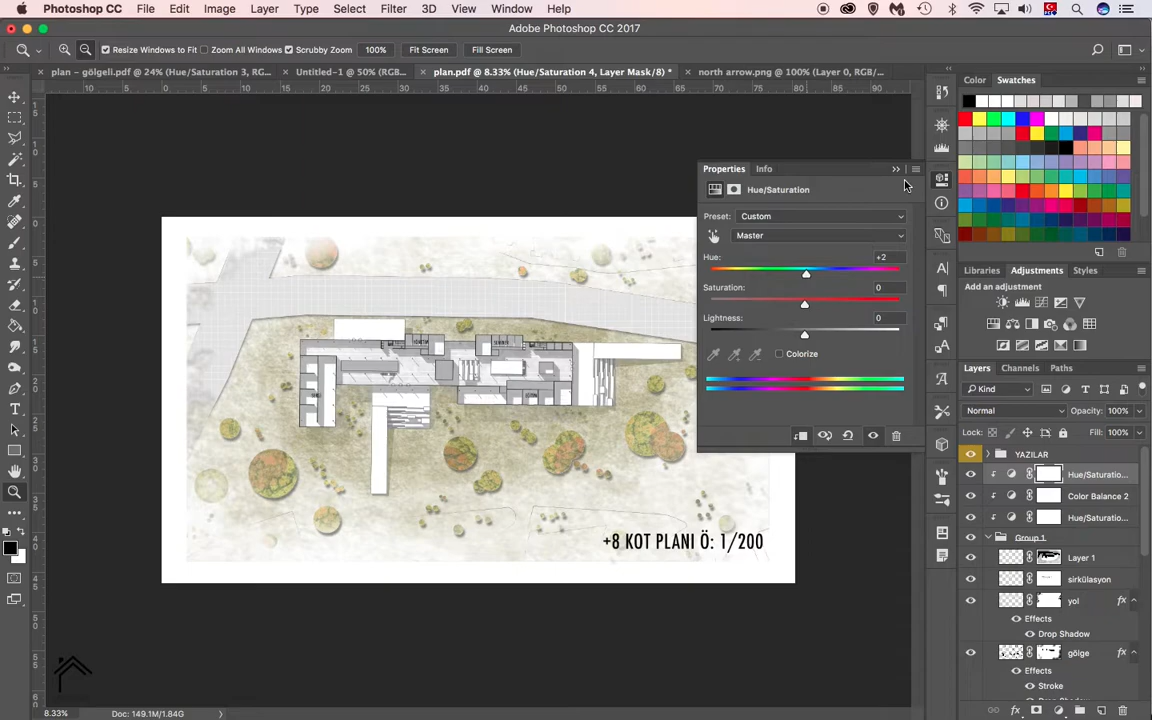 Photoshop CC File Edit Image Layer Type Select Filter 3D View Window Help
Adobe Photoshop CC 2017
Resize Windows to Fit Zoom All Windows Scrubby Zoom 100% Fit Screen Fill Screen
plan - gölgeli.pdf @ 24% (Hue/Saturation 3, RG... Untitled-1 @ 50% (RGB... plan.pdf @ 8.33% (Hue/Saturation 4, Layer Mask/8) * north arrow.png @ 100% (Layer 0, RGB/...
Color Swatches
Properties Info
Hue/Saturation
Preset: Custom
Master
Hue: +2
Saturation: 0
Lightness: 0
Colorize
Libraries Adjustments Styles
Add an adjustment
Layers Channels Paths
Kind
Normal Opacity: 100%
Lock: Fill: 100%
YAZILAR
Hue/Saturatio...
Color Balance 2
Hue/Saturatio...
Group 1
Layer 1
sirkülasyon
yol fx
Effects
Drop Shadow
gölge fx
Effects
Stroke
+8 KOT PLANI Ö: 1/200
8.33% Doc: 149.1M/1.84G